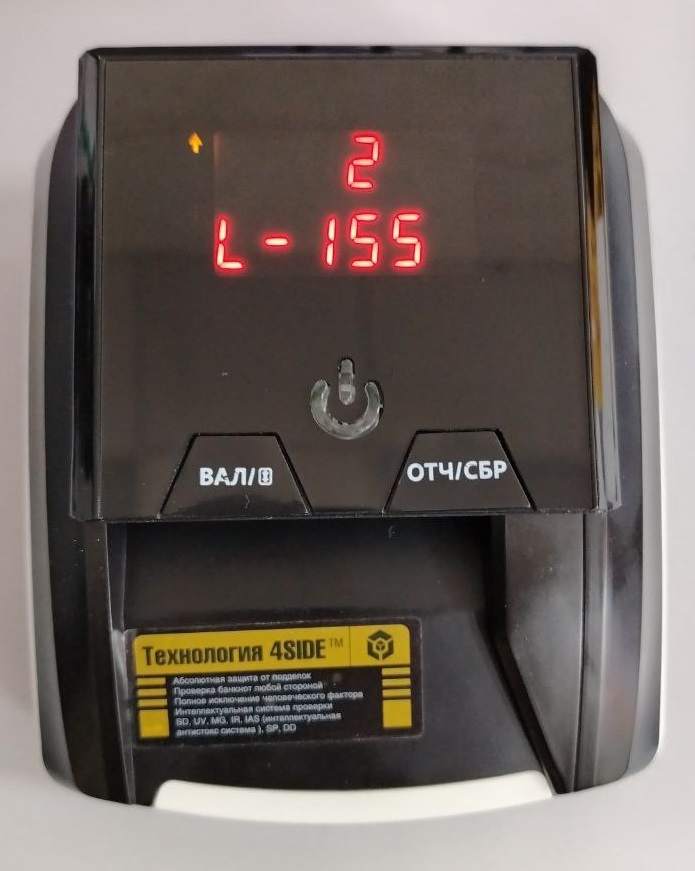 2
L-155
ВАЛ/
ОТЧ/СБР
Технология 4SIDE™
Абсолютная защита от подделок
Проверка банкнот любой стороной
Полное исключение человеческого фактора
Интеллектуальная система проверки
SD, UV, MG, IR, IAS (интеллектуальная
антистокс система ), SP, DD